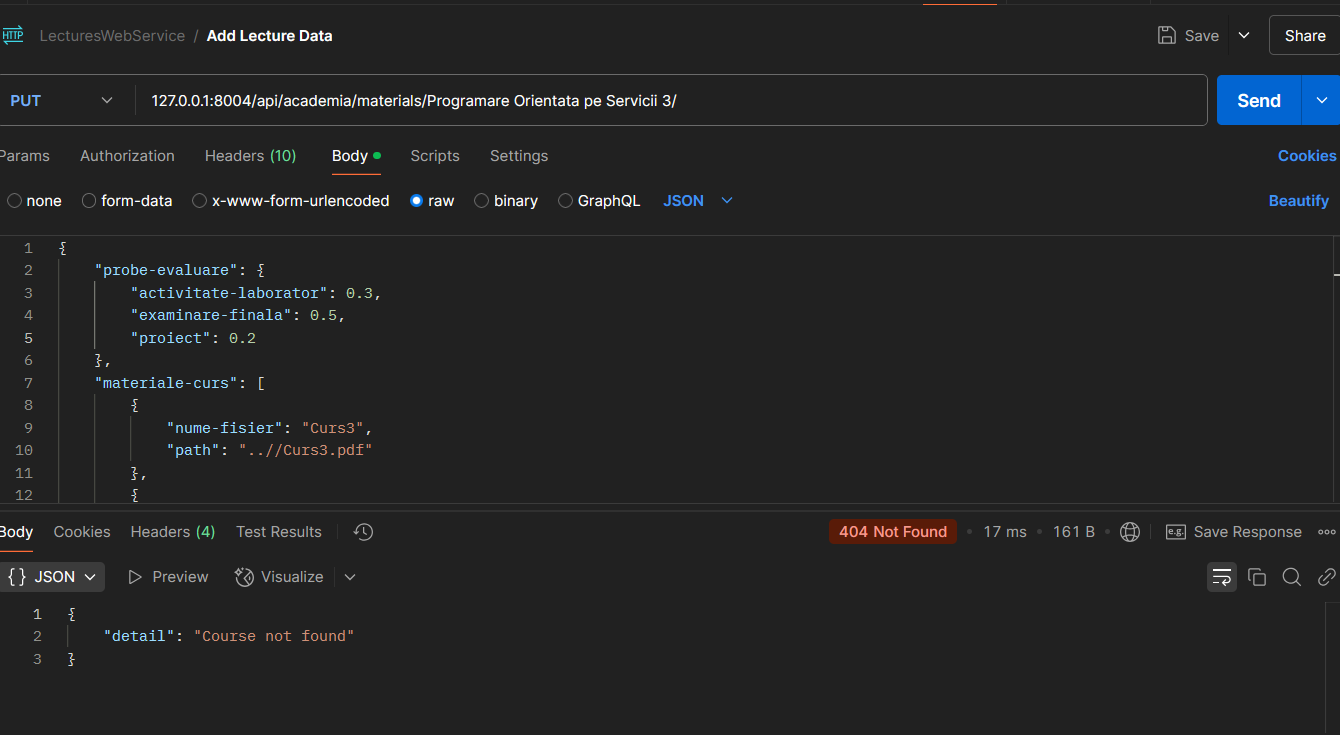 HTTP LecturesWebService / Add Lecture Data Save Share
PUT 127.0.0.1:8004/api/academia/materials/Programare Orientata pe Servicii 3/ Send
Params Authorization Headers (10) Body Scripts Settings Cookies
none form-data x-www-form-urlencoded raw binary GraphQL JSON Beautify
1 {
2 "probe-evaluare": {
3 "activitate-laborator": 0.3,
4 "examinare-finala": 0.5,
5 "proiect": 0.2
6 },
7 "materiale-curs": [
8 {
9 "nume-fisier": "Curs3",
10 "path": "..//Curs3.pdf"
11 },
12 {
Body Cookies Headers (4) Test Results 404 Not Found • 17 ms • 161 B • e.g. Save Response
{} JSON Preview Visualize
1 {
2 "detail": "Course not found"
3 }